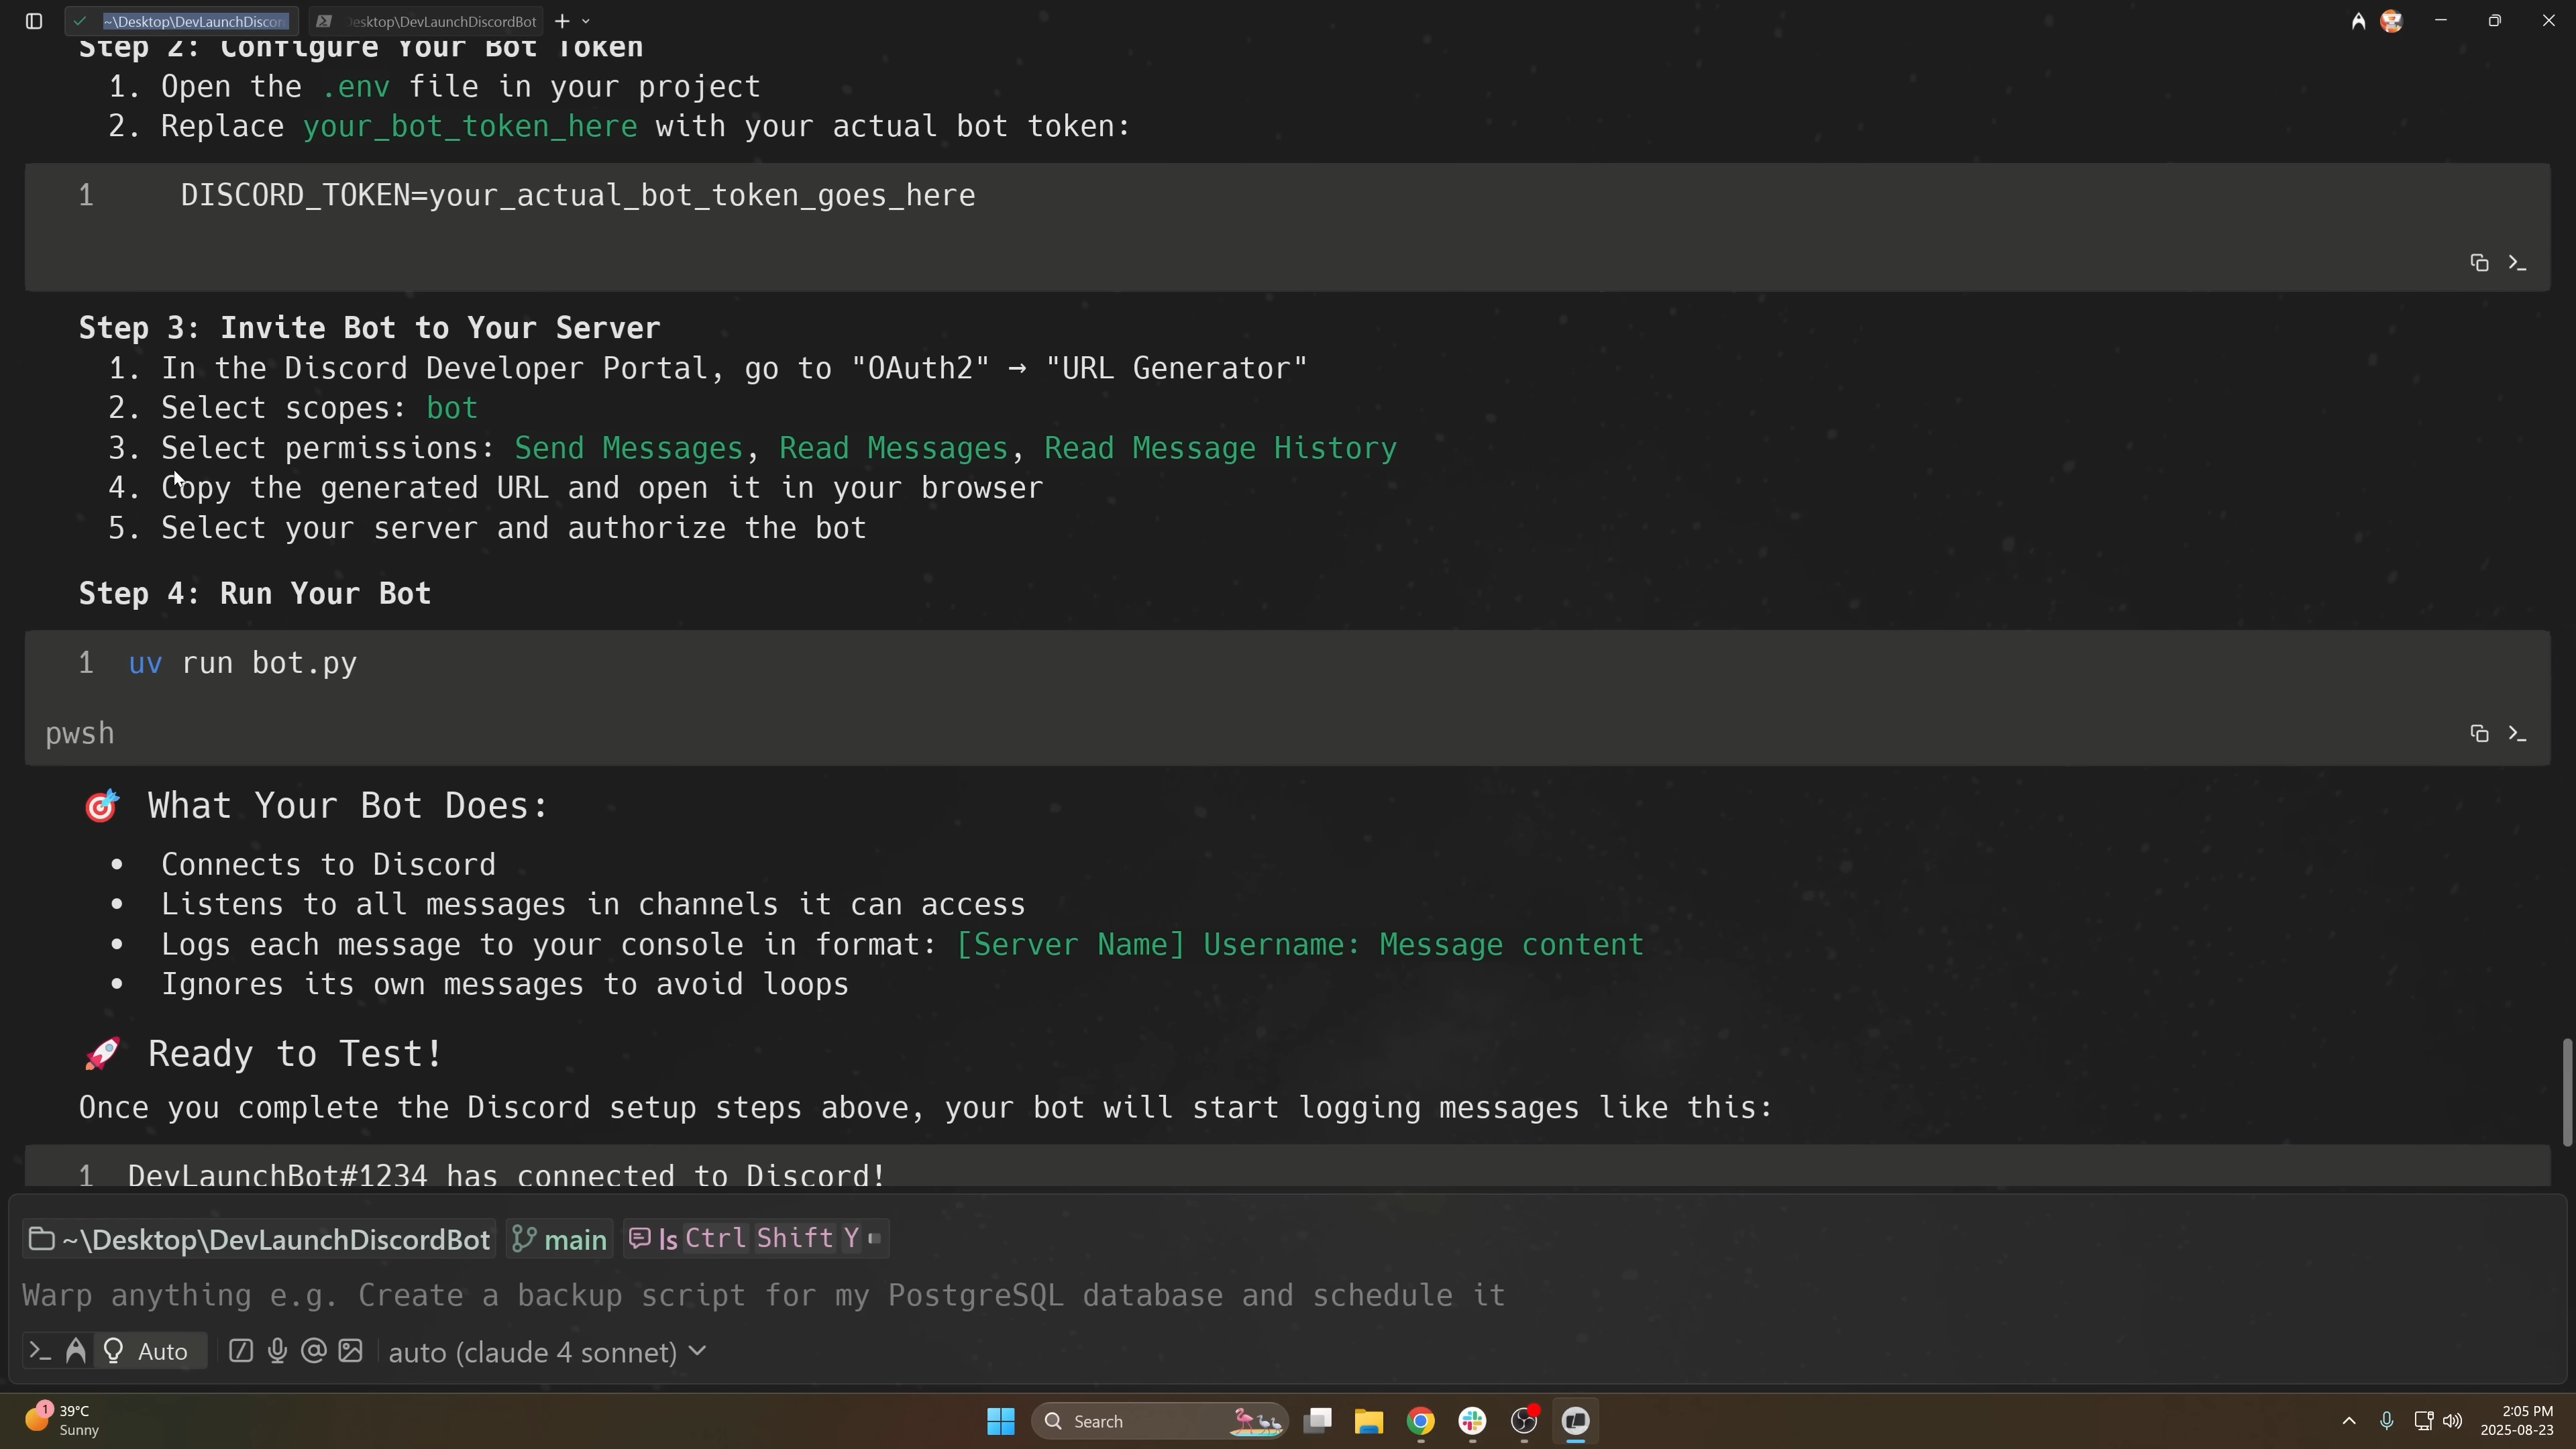 ~\Desktop\DevLaunchDiscor
esktop\DevLaunchDiscordBot
Step 2: Configure Your Bot Token
1. Open the .env file in your project
2. Replace your_bot_token_here with your actual bot token:
1 DISCORD_TOKEN=your_actual_bot_token_goes_here
Step 3: Invite Bot to Your Server
1. In the Discord Developer Portal, go to "OAuth2" → "URL Generator"
2. Select scopes: bot
3. Select permissions: Send Messages, Read Messages, Read Message History
4. Copy the generated URL and open it in your browser
5. Select your server and authorize the bot
Step 4: Run Your Bot
1 uv run bot.py
pwsh
🎯 What Your Bot Does:
• Connects to Discord
• Listens to all messages in channels it can access
• Logs each message to your console in format: [Server Name] Username: Message content
• Ignores its own messages to avoid loops
🚀 Ready to Test!
Once you complete the Discord setup steps above, your bot will start logging messages like this:
1 DevLaunchBot#1234 has connected to Discord!
~\Desktop\DevLaunchDiscordBot main ls Ctrl Shift Y
Warp anything e.g. Create a backup script for my PostgreSQL database and schedule it
Auto auto (claude 4 sonnet)
1
39°C
Sunny
Search
2:05 PM
2025-08-23